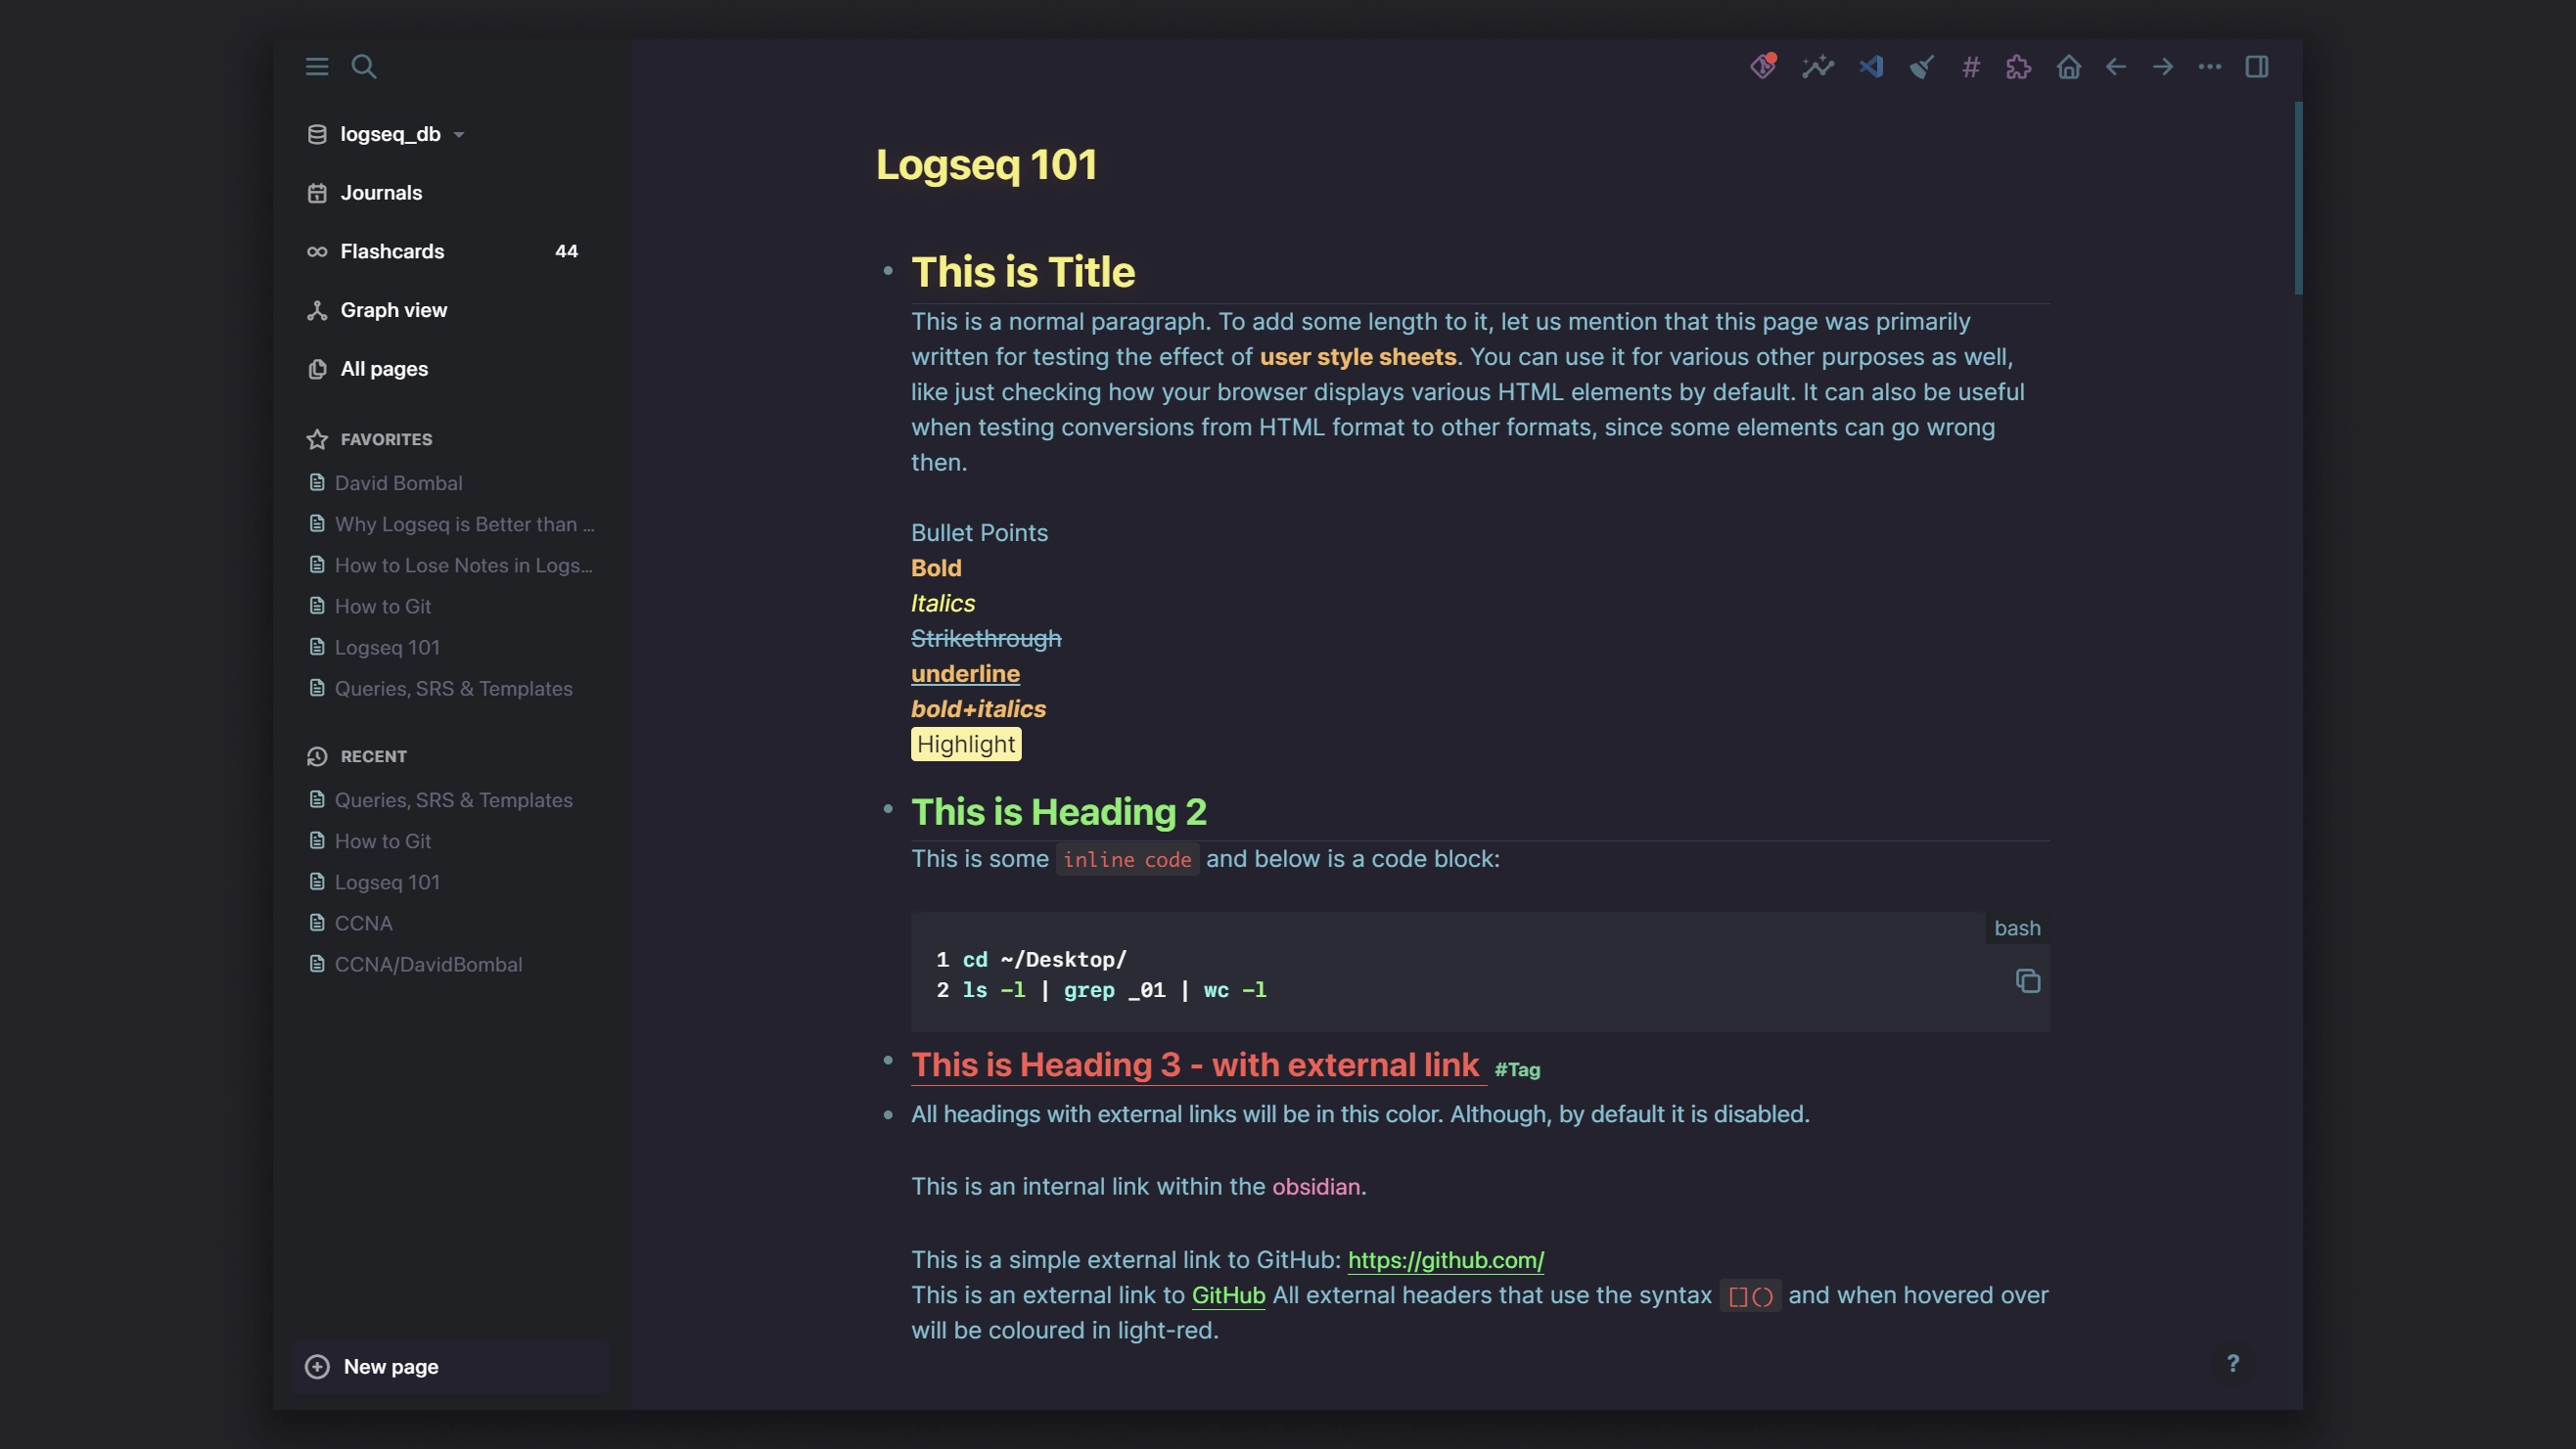 logseq_db
Journals
Flashcards 44
Graph view
All pages
FAVORITES
David Bombal
Why Logseq is Better than ...
How to Lose Notes in Logs...
How to Git
Logseq 101
Queries, SRS & Templates
RECENT
Queries, SRS & Templates
How to Git
Logseq 101
CCNA
CCNA/DavidBombal
New page
#
Logseq 101
This is Title
This is a normal paragraph. To add some length to it, let us mention that this page was primarily
written for testing the effect of user style sheets. You can use it for various other purposes as well,
like just checking how your browser displays various HTML elements by default. It can also be useful
when testing conversions from HTML format to other formats, since some elements can go wrong
then.
Bullet Points
Bold
Italics
Strikethrough
underline
bold+italics
Highlight
This is Heading 2
This is some inline code and below is a code block:
bash
1 cd ~/Desktop/
2 ls -l | grep _01 | wc -l
This is Heading 3 - with external link #Tag
All headings with external links will be in this color. Although, by default it is disabled.
This is an internal link within the obsidian.
This is a simple external link to GitHub: https://github.com/
This is an external link to GitHub All external headers that use the syntax []() and when hovered over
will be coloured in light-red.
?